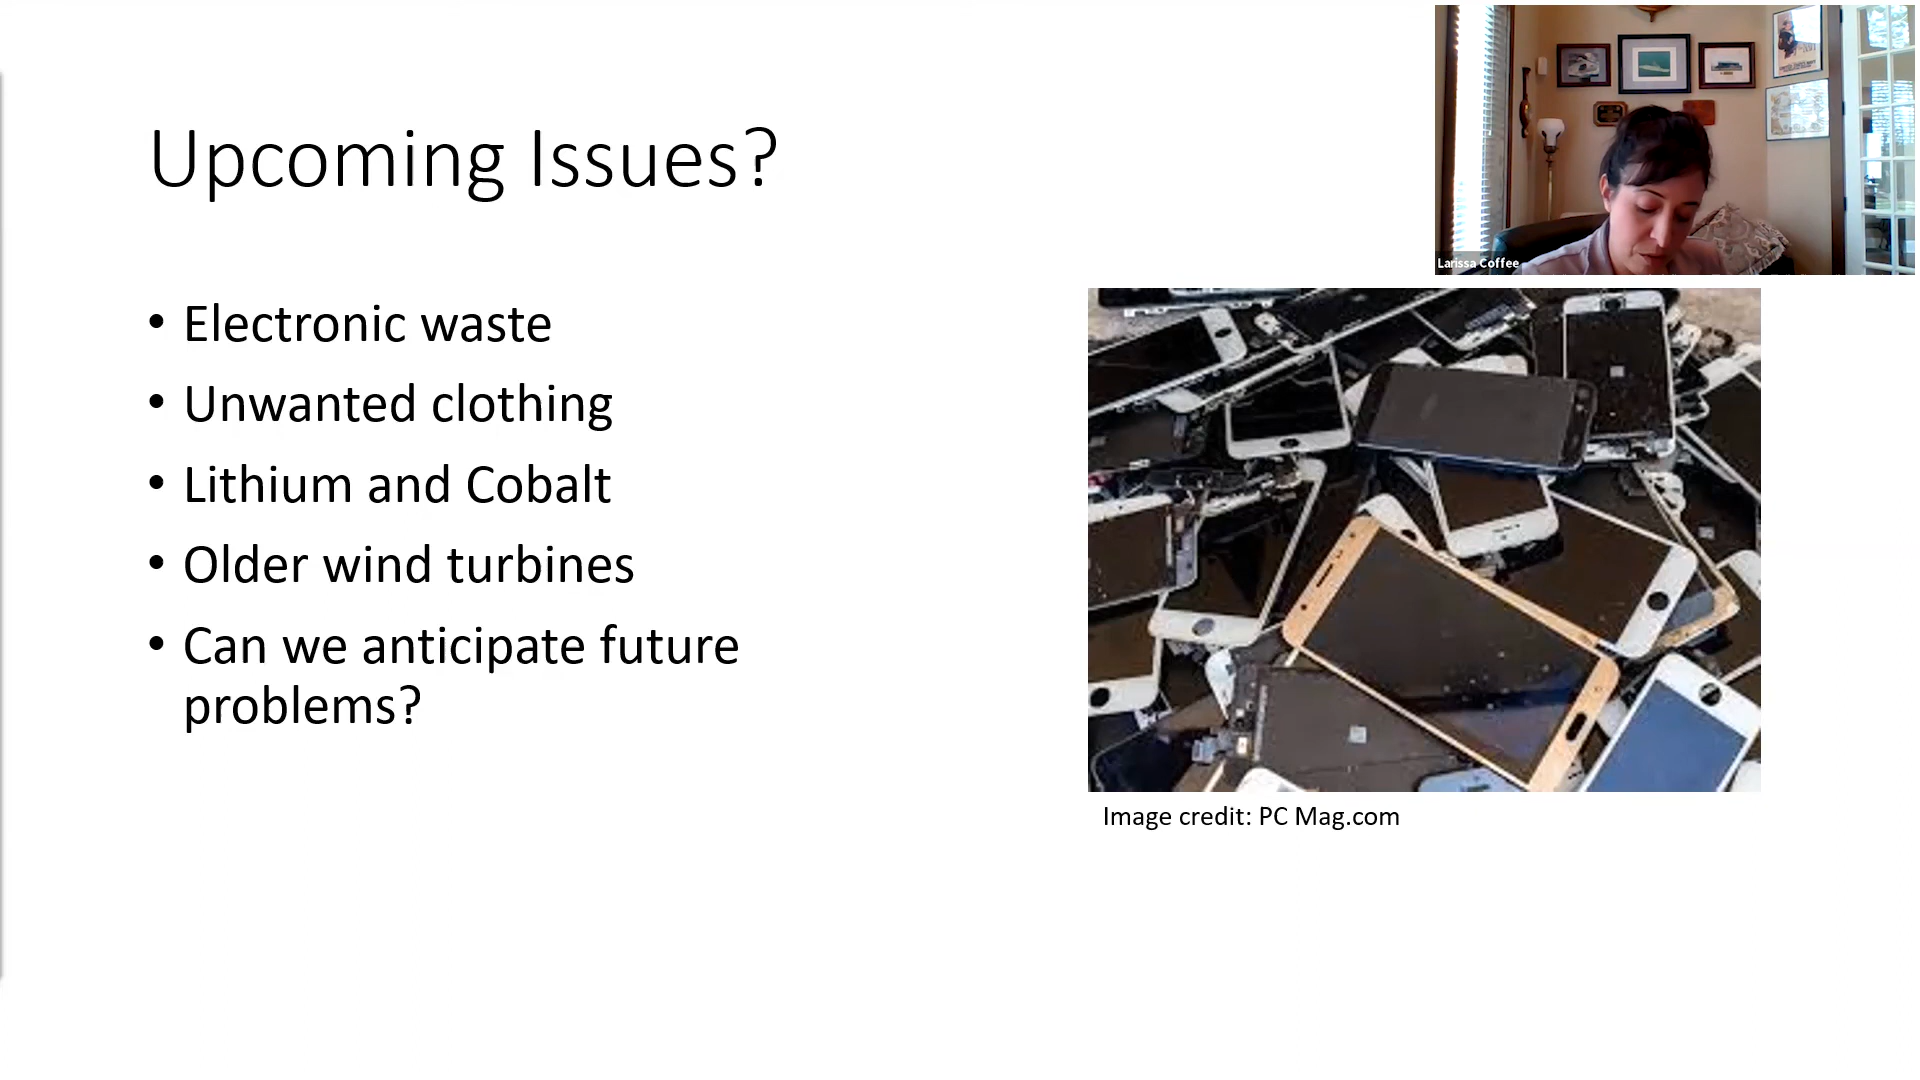 Upcoming Issues?
Larissa Coffee
• Electronic waste
• Unwanted clothing
• Lithium and Cobalt
• Older wind turbines
• Can we anticipate future
problems?
Image credit: PC Mag.com